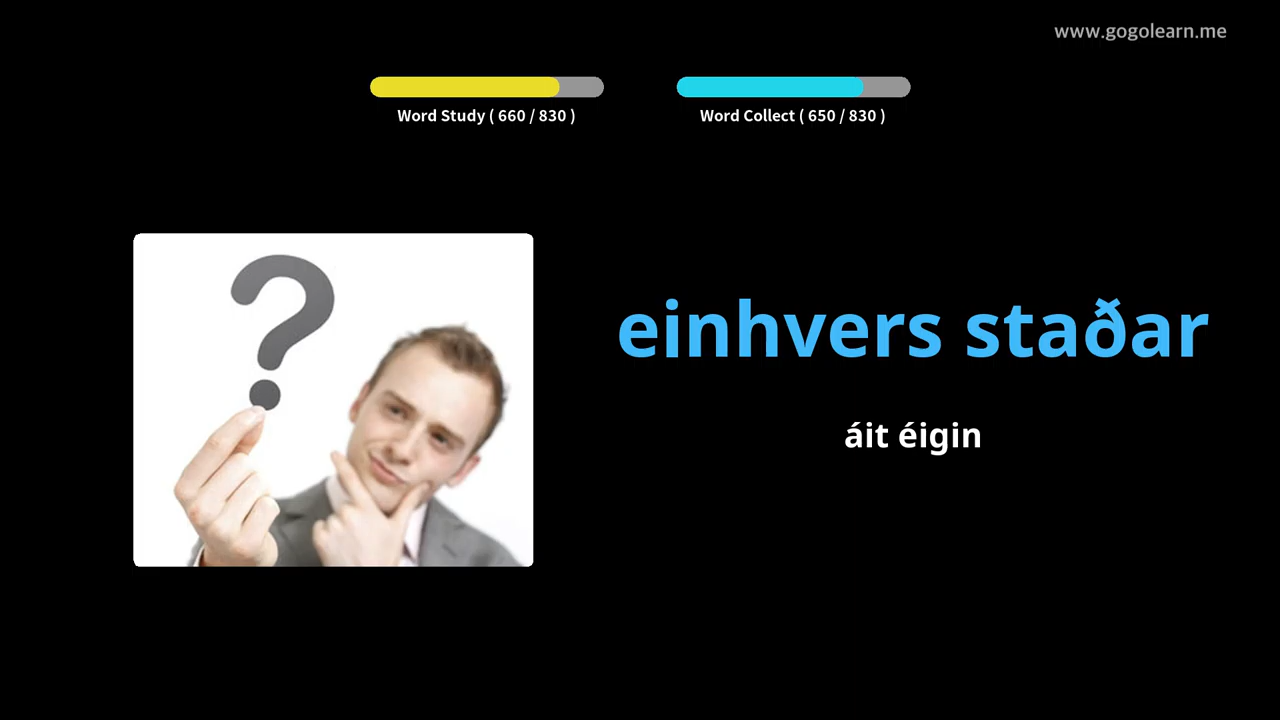 www.gogolearn.me
Word Study ( 660 / 830 )
Word Collect ( 650 / 830 )
einhvers staðar
áit éigin